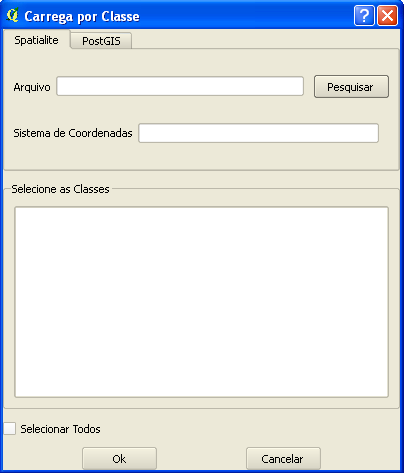 Carrega por Classe
Spatialite PostGIS
Arquivo Pesquisar
Sistema de Coordenadas
Selecione as Classes
Selecionar Todos
Ok Cancelar